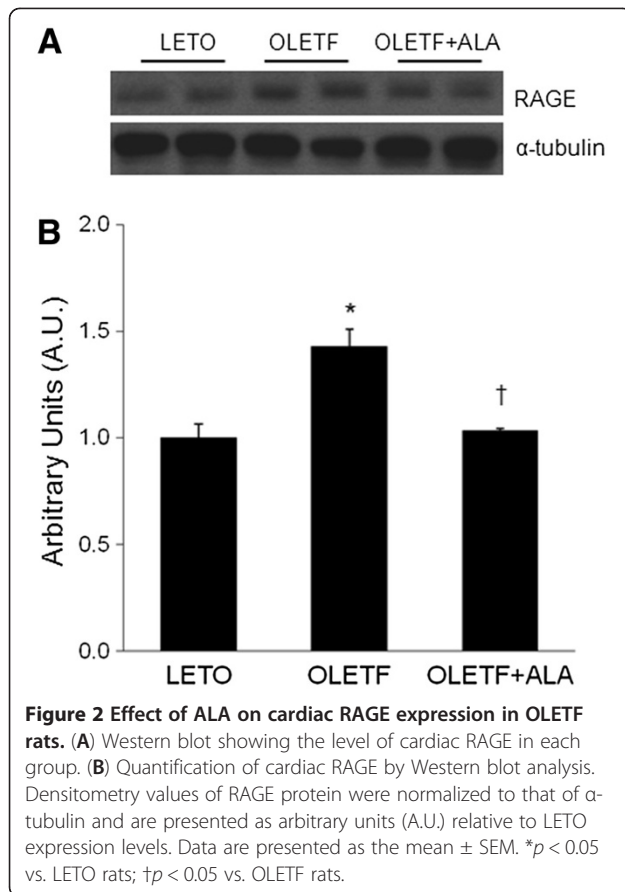 A
LETO OLETF OLETF+ALA
RAGE
α-tubulin
B
2.0
1.5
1.0
0.5
0.0
Arbitrary Units (A.U.)
*
†
LETO OLETF OLETF+ALA
Figure 2 Effect of ALA on cardiac RAGE expression in OLETF
rats. (A) Western blot showing the level of cardiac RAGE in each
group. (B) Quantification of cardiac RAGE by Western blot analysis.
Densitometry values of RAGE protein were normalized to that of α-
tubulin and are presented as arbitrary units (A.U.) relative to LETO
expression levels. Data are presented as the mean ± SEM. *p < 0.05
vs. LETO rats; †p < 0.05 vs. OLETF rats.